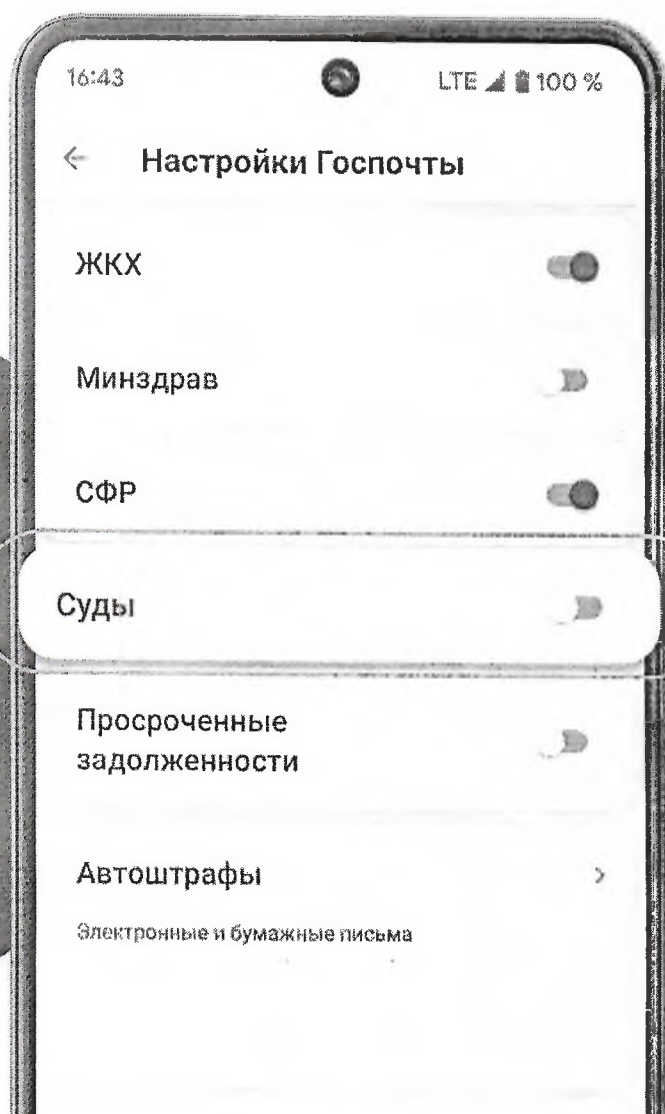 16:43 LTE 100 %
← Настройки Госпочты
ЖКХ
Минздрав
СФР
Суды
Просроченные
задолженности
Автоштрафы >
Электронные и бумажные письма